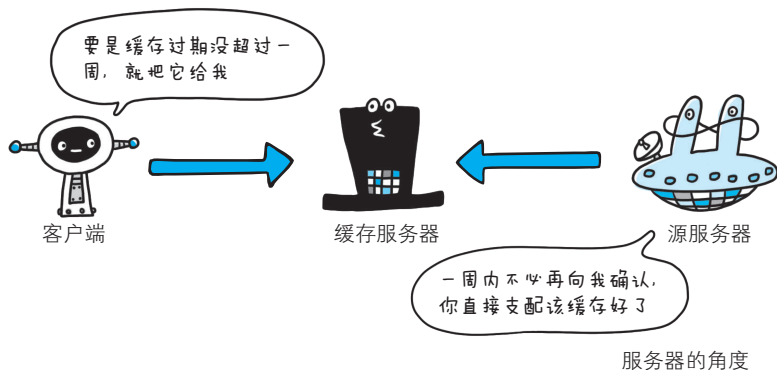 要是缓存过期没超过一
周，就把它给我
客户端
缓存服务器
源服务器
一周内不必再向我确认，
你直接支配该缓存好了
服务器的角度